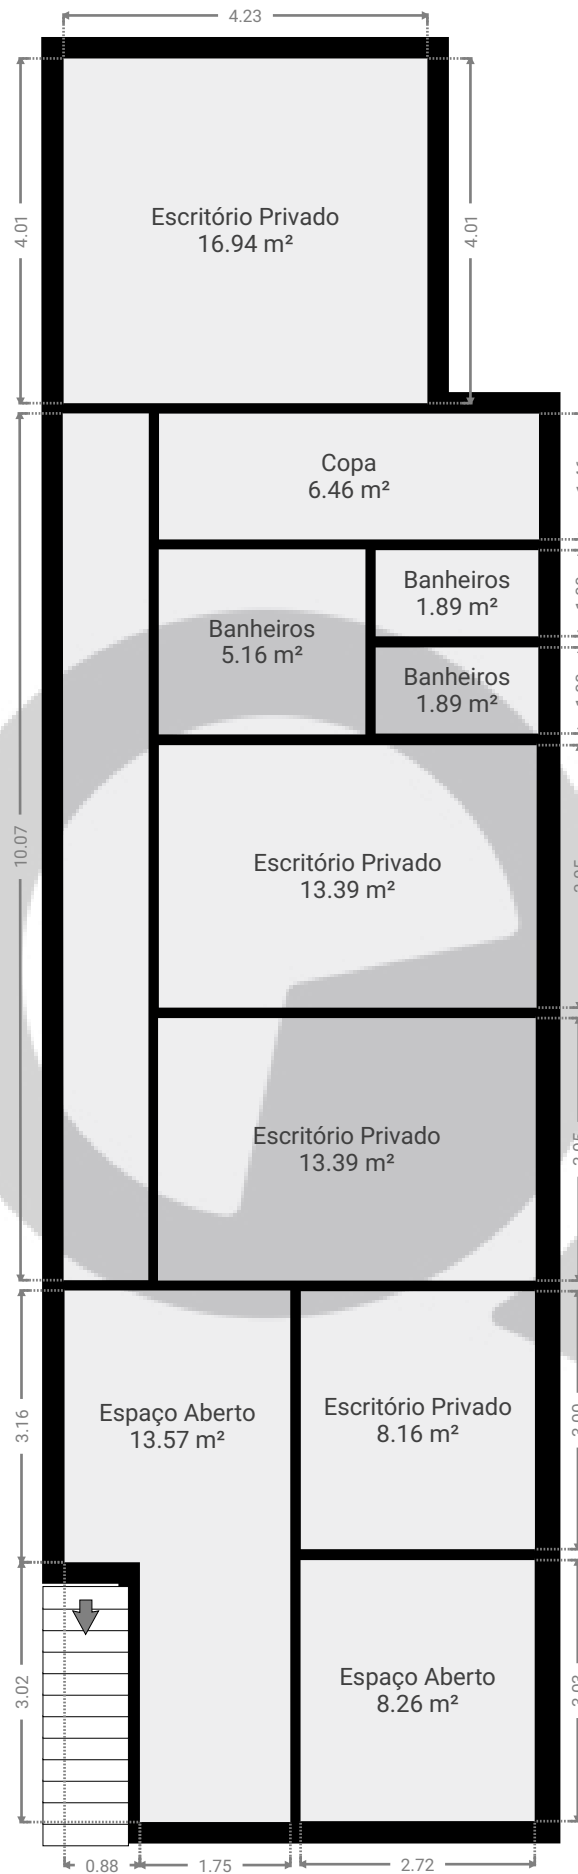 4.23
4.01
4.01
Escritório Privado
16.94 m²
Copa
6.46 m²
Banheiros
1.89 m²
Banheiros
5.16 m²
Banheiros
1.89 m²
10.07
Escritório Privado
13.39 m²
Escritório Privado
13.39 m²
Espaço Aberto
13.57 m²
Escritório Privado
8.16 m²
3.16
Espaço Aberto
8.26 m²
3.02
0.88
1.75
2.72